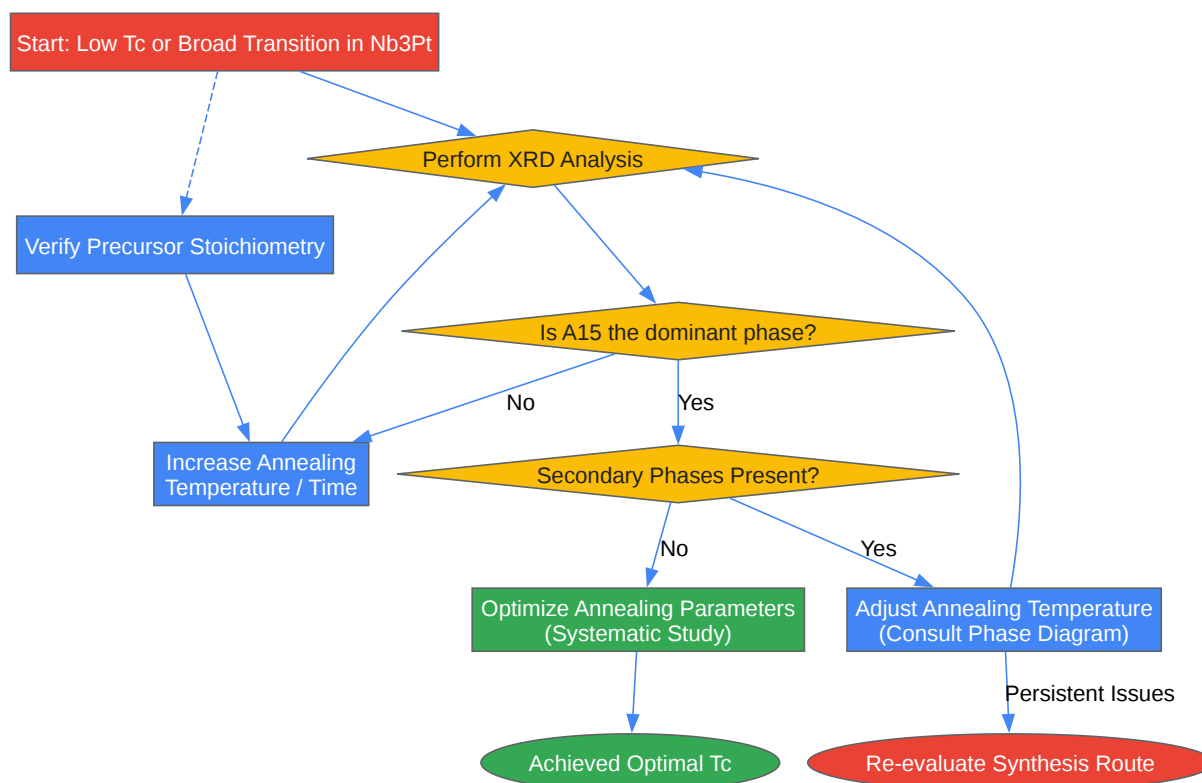 Start: Low Tc or Broad Transition in Nb3Pt
Perform XRD Analysis
Verify Precursor Stoichiometry
Is A15 the dominant phase?
No
Yes
Increase Annealing
Temperature / Time
Secondary Phases Present?
No
Yes
Optimize Annealing Parameters
(Systematic Study)
Adjust Annealing Temperature
(Consult Phase Diagram)
Persistent Issues
Achieved Optimal Tc
Re-evaluate Synthesis Route